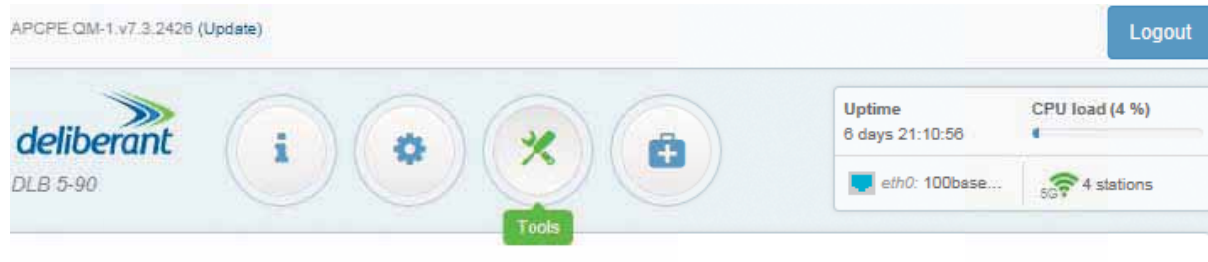 APCPE.QM-1.v7.3.2426 (Update)
Logout
deliberant
DLB 5-90
Tools
Uptime
CPU load (4 %)
6 days 21:10:56
eth0: 100base...
5G 4 stations